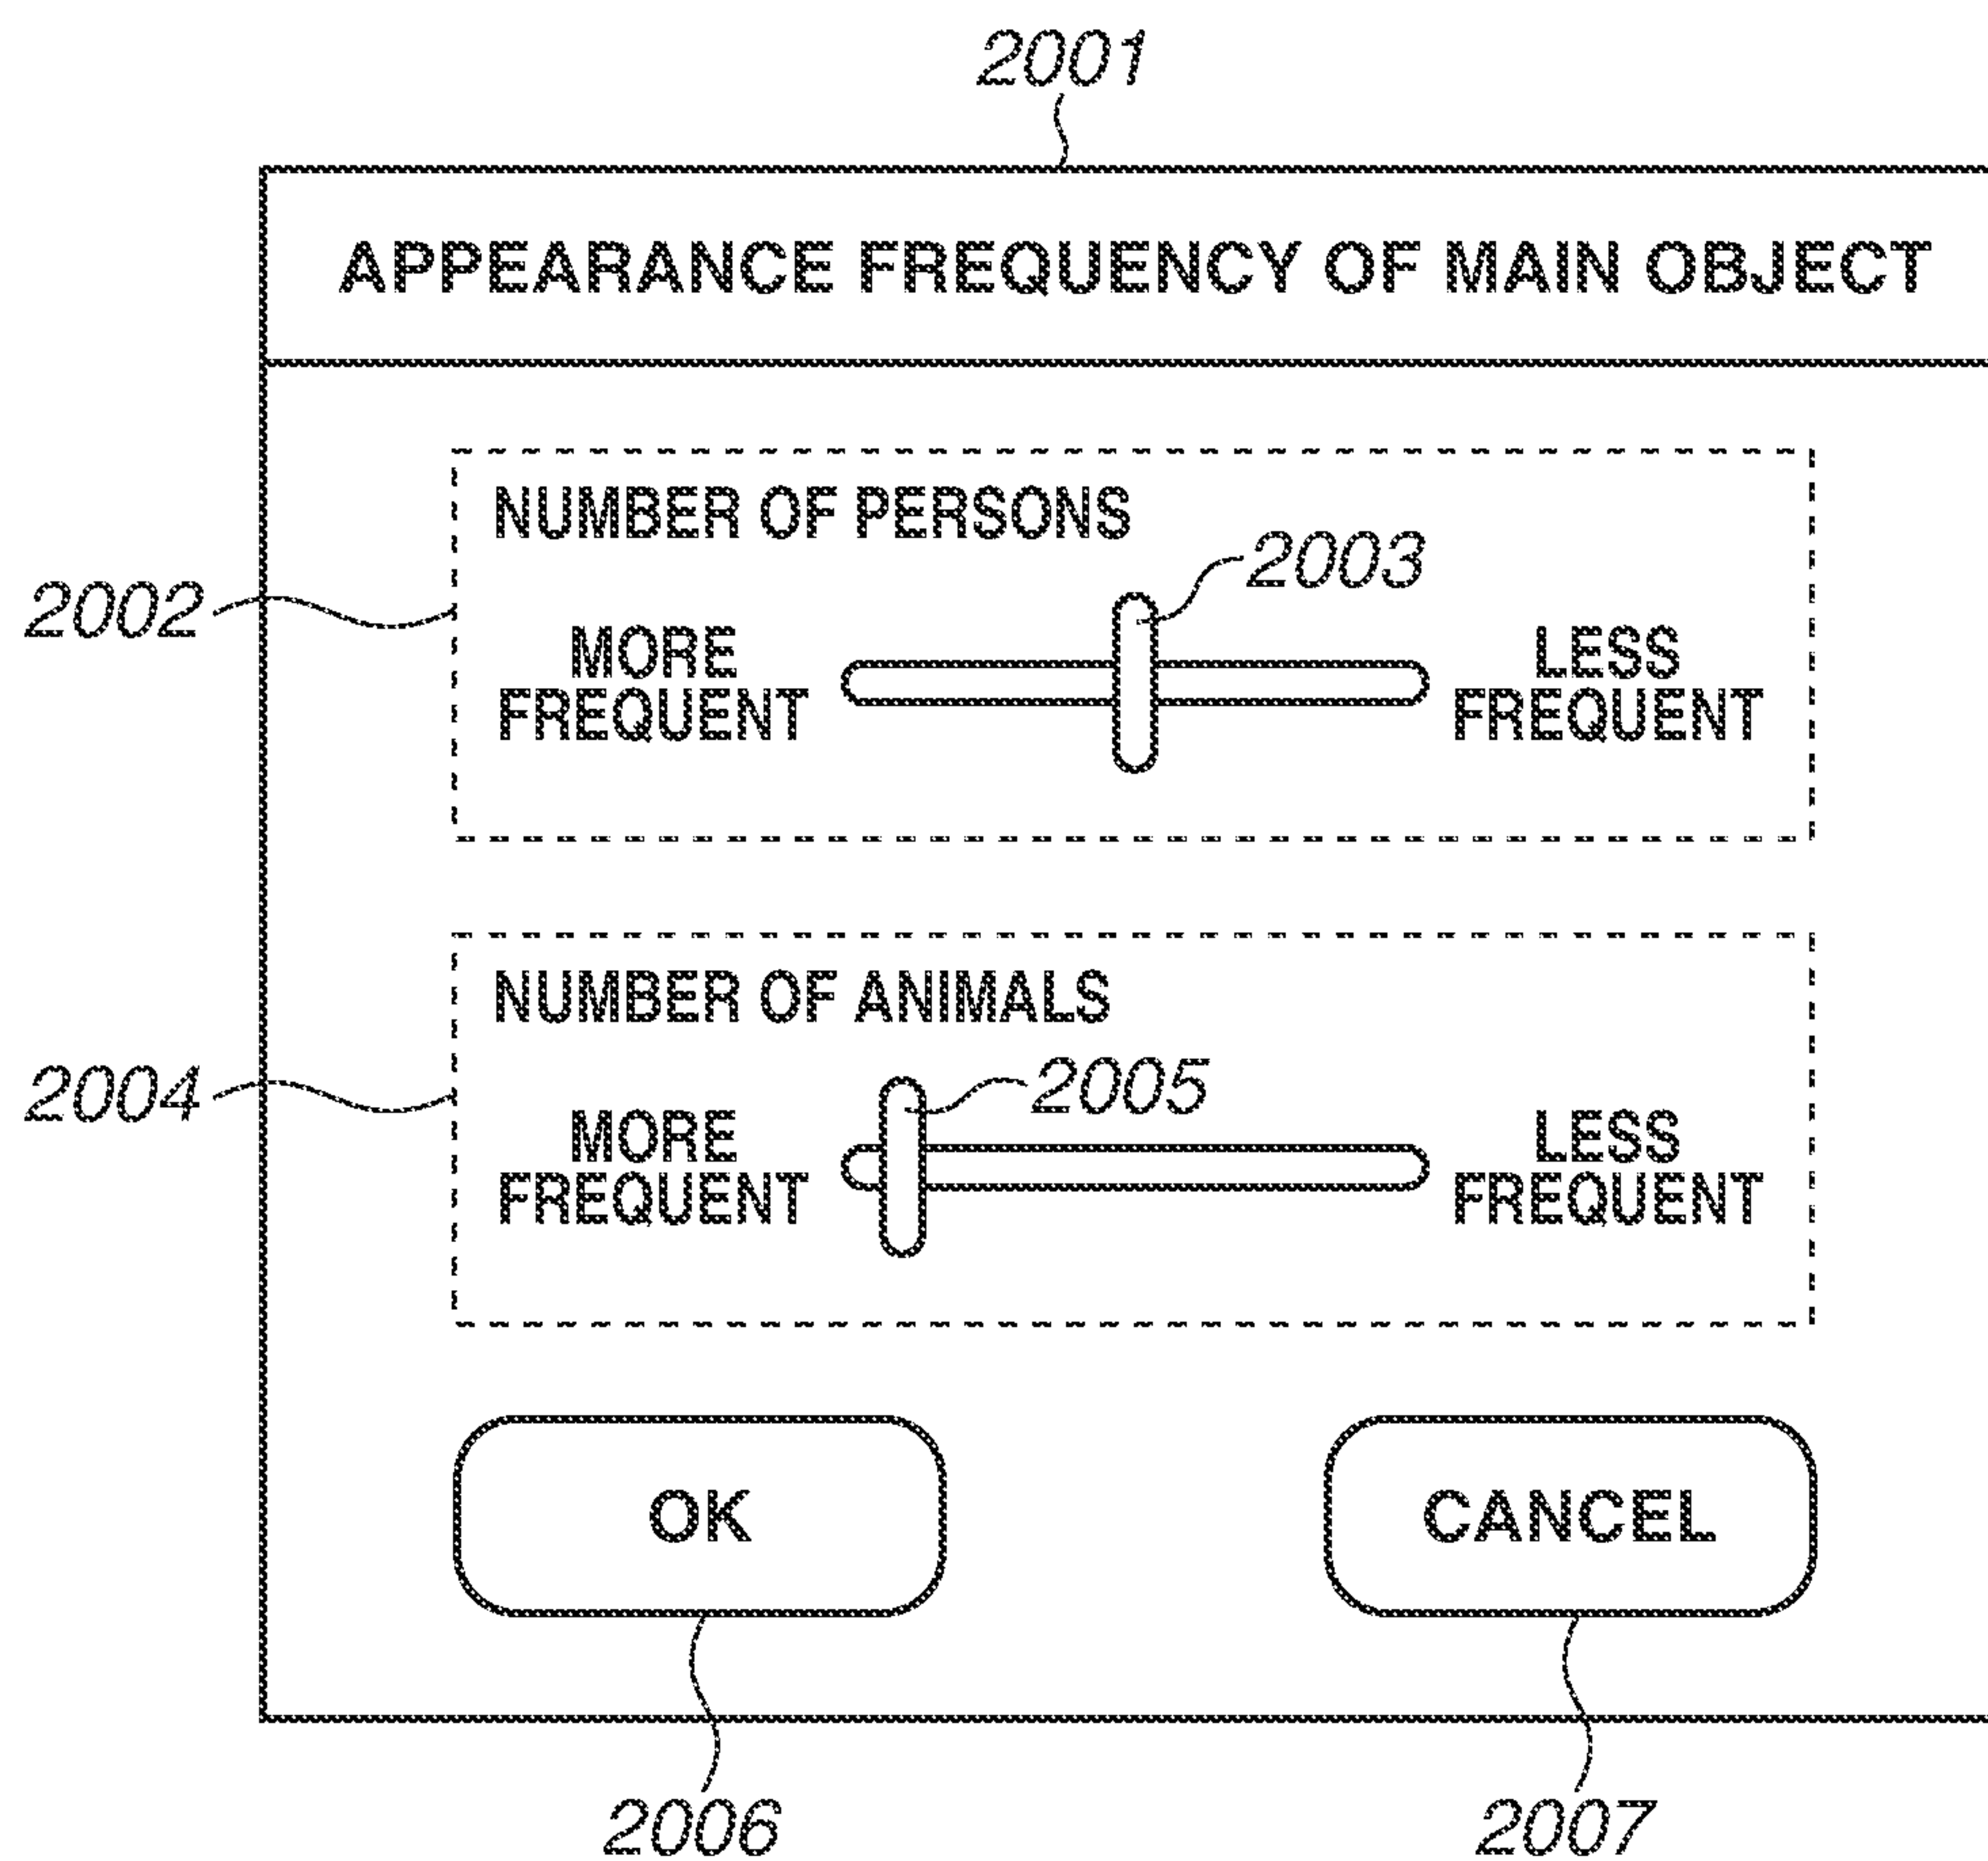 2001
APPEARANCE FREQUENCY OF MAIN OBJECT
NUMBER OF PERSONS
2003
2002
MORE
FREQUENT
LESS
FREQUENT
NUMBER OF ANIMALS
2005
2004
MORE
FREQUENT
LESS
FREQUENT
OK
CANCEL
2006
2007